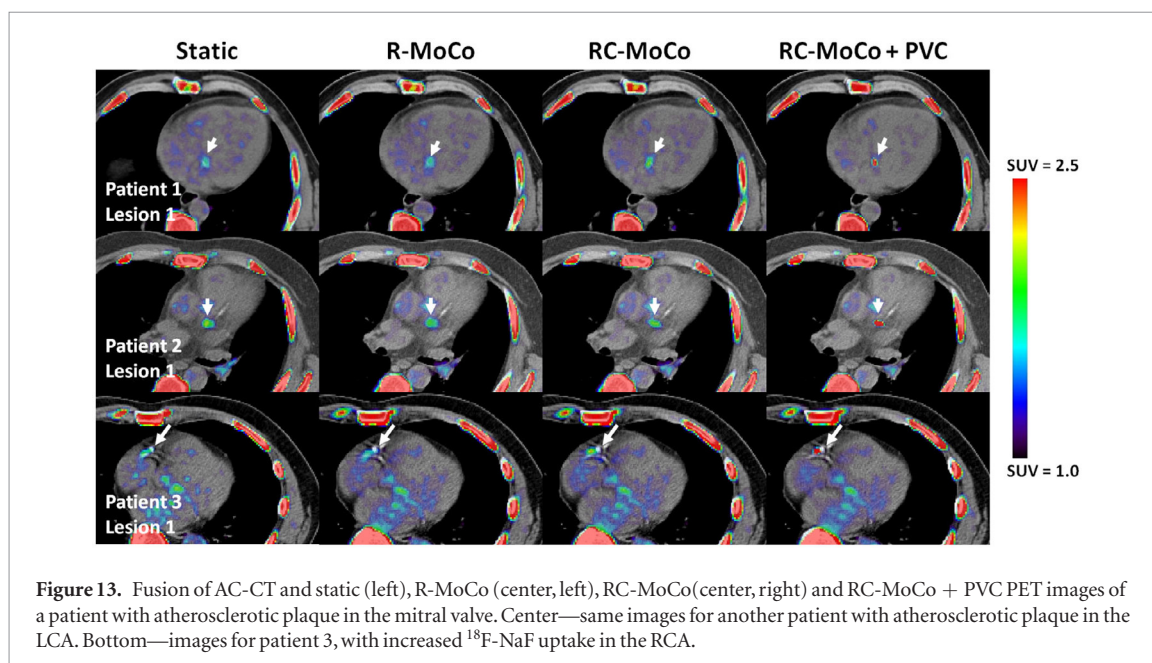 Static R-MoCo RC-MoCo RC-MoCo + PVC
SUV = 2.5
Patient 1
Lesion 1
Patient 2
Lesion 1
SUV = 1.0
Patient 3
Lesion 1
Figure 13. Fusion of AC-CT and static (left), R-MoCo (center, left), RC-MoCo(center, right) and RC-MoCo + PVC PET images of
a patient with atherosclerotic plaque in the mitral valve. Center—same images for another patient with atherosclerotic plaque in the
LCA. Bottom—images for patient 3, with increased ¹⁸F-NaF uptake in the RCA.